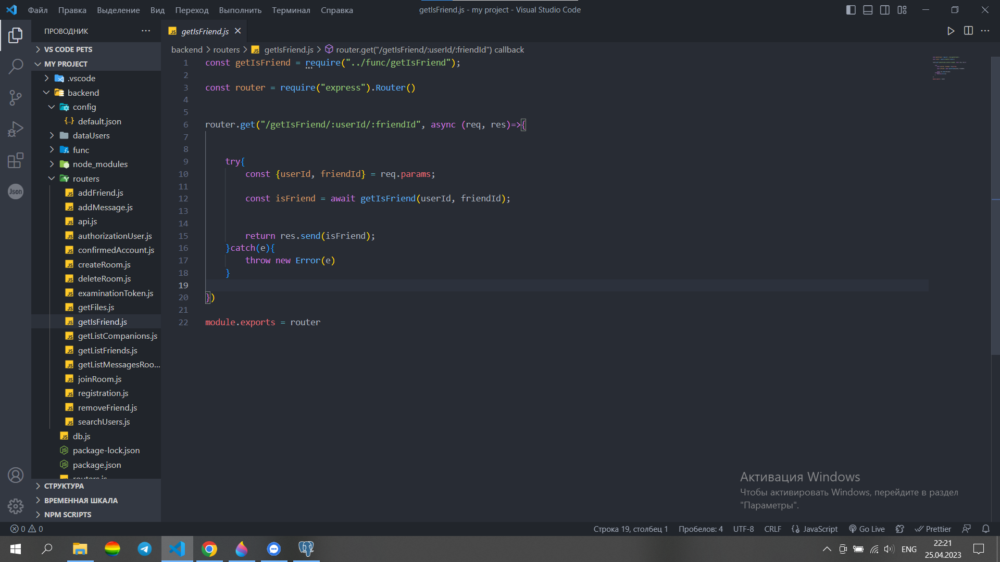 Файл Правка Выделение Вид Переход Выполнить Терминал Справка
getIsFriend.js - my project - Visual Studio Code
ПРОВОДНИК
getIsFriend.js
VS CODE PETS
MY PROJECT
.vscode
backend
config
default.json
dataUsers
func
node_modules
routers
addFriend.js
addMessage.js
api.js
authorizationUser.js
confirmedAccount.js
createRoom.js
deleteRoom.js
examinationToken.js
getFiles.js
getIsFriend.js
getListCompanions.js
getListFriends.js
getListMessagesRoo...
joinRoom.js
registration.js
removeFriend.js
searchUsers.js
db.js
package-lock.json
package.json
routers.js
СТРУКТУРА
ВРЕМЕННАЯ ШКАЛА
NPM SCRIPTS
Json
backend > routers > JS getIsFriend.js > router.get("/getIsFriend/:userId/:friendId") callback
1 const getIsFriend = require("../func/getIsFriend");
2
3 const router = require("express").Router()
4
5
6 router.get("/getIsFriend/:userId/:friendId", async (req, res)=>{
7
8
9 try{
10 const {userId, friendId} = req.params;
11
12 const isFriend = await getIsFriend(userId, friendId);
13
14
15 return res.send(isFriend);
16 }catch(e){
17 throw new Error(e)
18 }
19
20 })
21
22 module.exports = router
Активация Windows
Чтобы активировать Windows, перейдите в раздел
"Параметры".
0 0
Строка 19, столбец 1 Пробелов: 4 UTF-8 CRLF JavaScript Go Live Prettier
ENG
22:21
25.04.2023